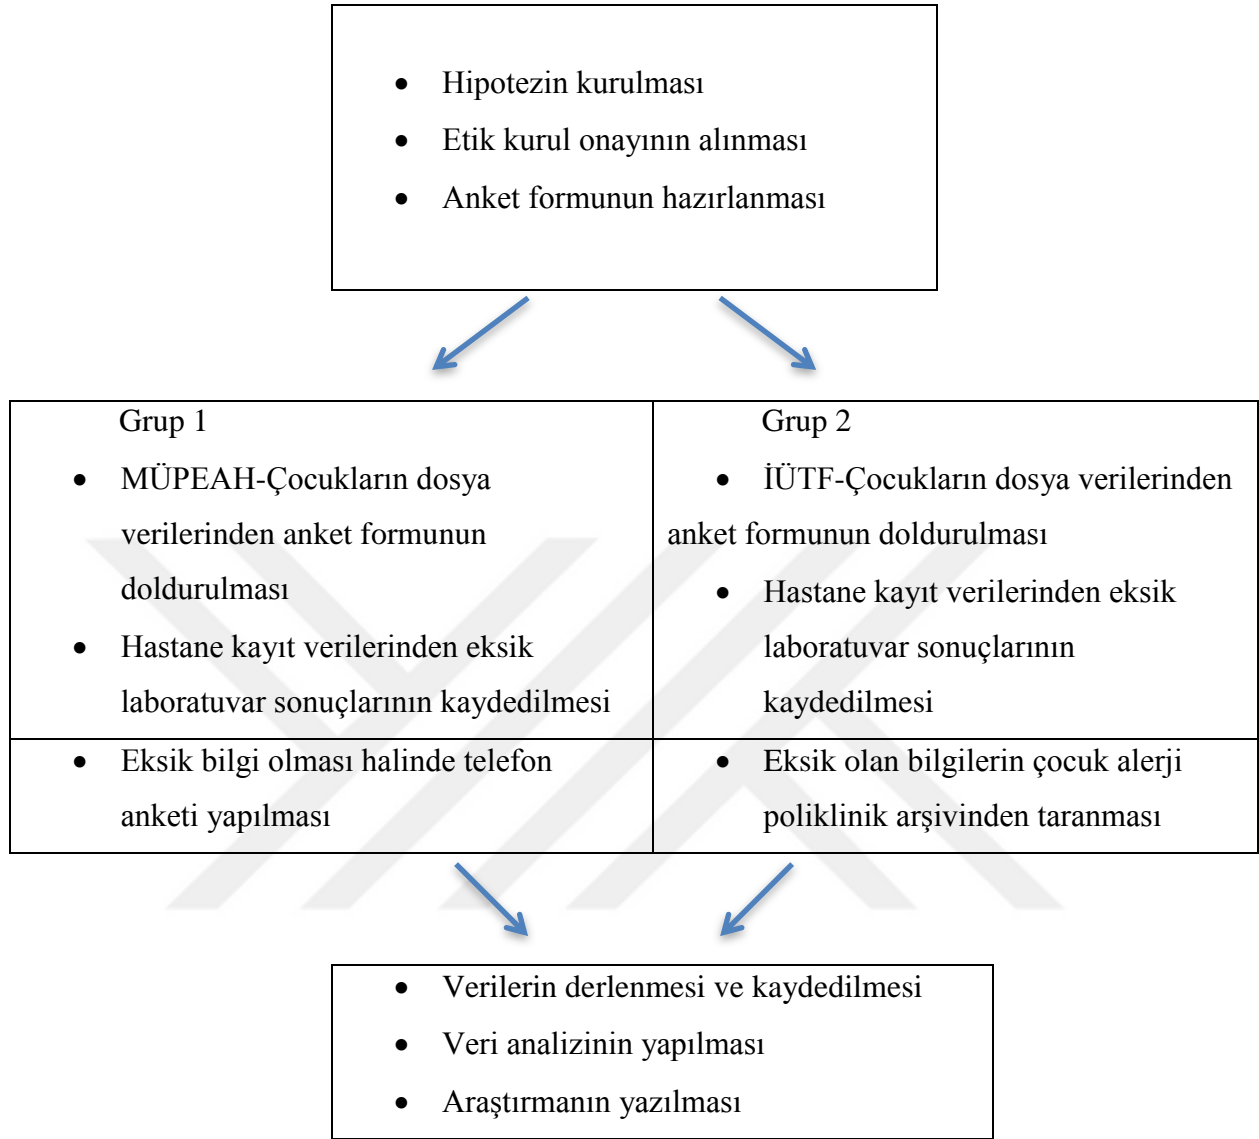 • Hipotezin kurulması
• Etik kurul onayının alınması
• Anket formunun hazırlanması
Grup 1
• MÜPEAH-Çocukların dosya
verilerinden anket formunun
doldurulması
• Hastane kayıt verilerinden eksik
laboratuvar sonuçlarının kaydedilmesi
• Eksik bilgi olması halinde telefon
anketi yapılması
Grup 2
• İÜTF-Çocukların dosya verilerinden
anket formunun doldurulması
• Hastane kayıt verilerinden eksik
laboratuvar sonuçlarının
kaydedilmesi
• Eksik olan bilgilerin çocuk alerji
poliklinik arşivinden taranması
• Verilerin derlenmesi ve kaydedilmesi
• Veri analizinin yapılması
• Araştırmanın yazılması